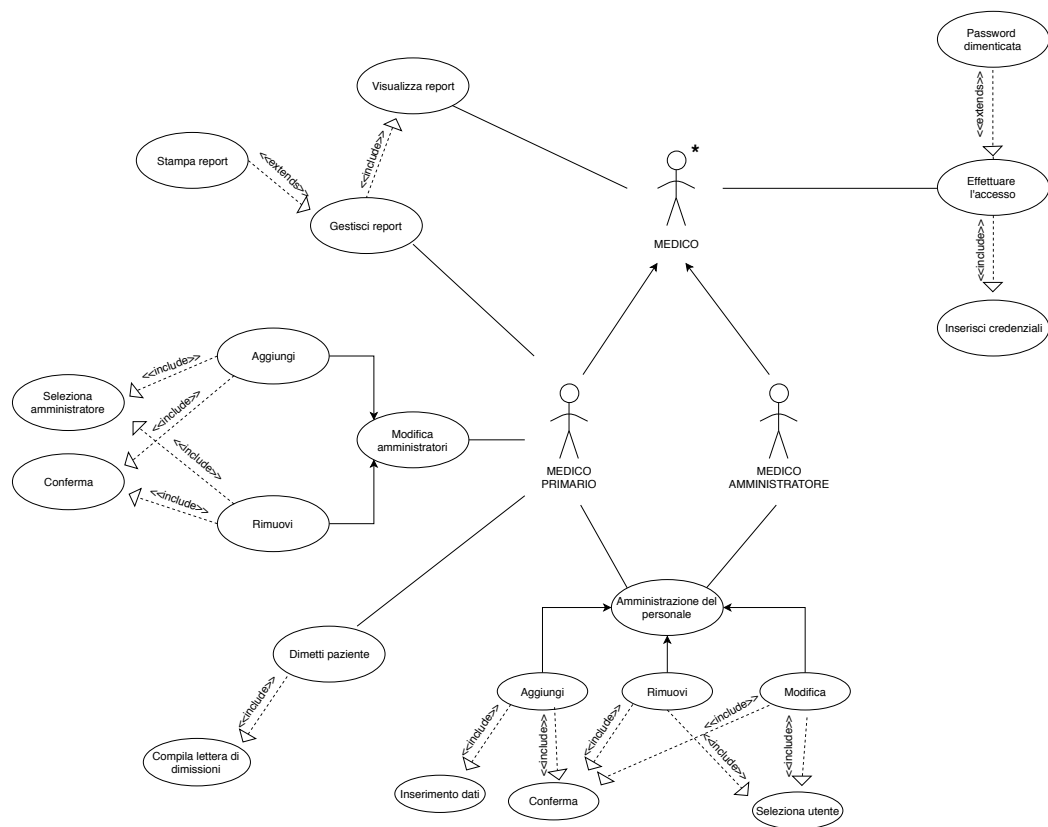 Password
dimenticata
Visualizza report
<<extends>>
*
Stampa report
<<extends>>
<<include>>
Effettuare
l'accesso
Gestisci report
MEDICO
<<include>>
Inserisci credenziali
Aggiungi
<<include>>
Seleziona
amministratore
<<include>>
Modifica
amministratori
<<include>>
Conferma
<<include>>
Rimuovi
MEDICO
PRIMARIO
MEDICO
AMMINISTRATORE
Amministrazione del
personale
Dimetti paziente
<<include>>
Compila lettera di
dimissioni
Aggiungi
Rimuovi
Modifica
<<include>>
<<include>>
<<include>>
<<include>>
<<include>>
<<include>>
Inserimento dati
Conferma
Seleziona utente